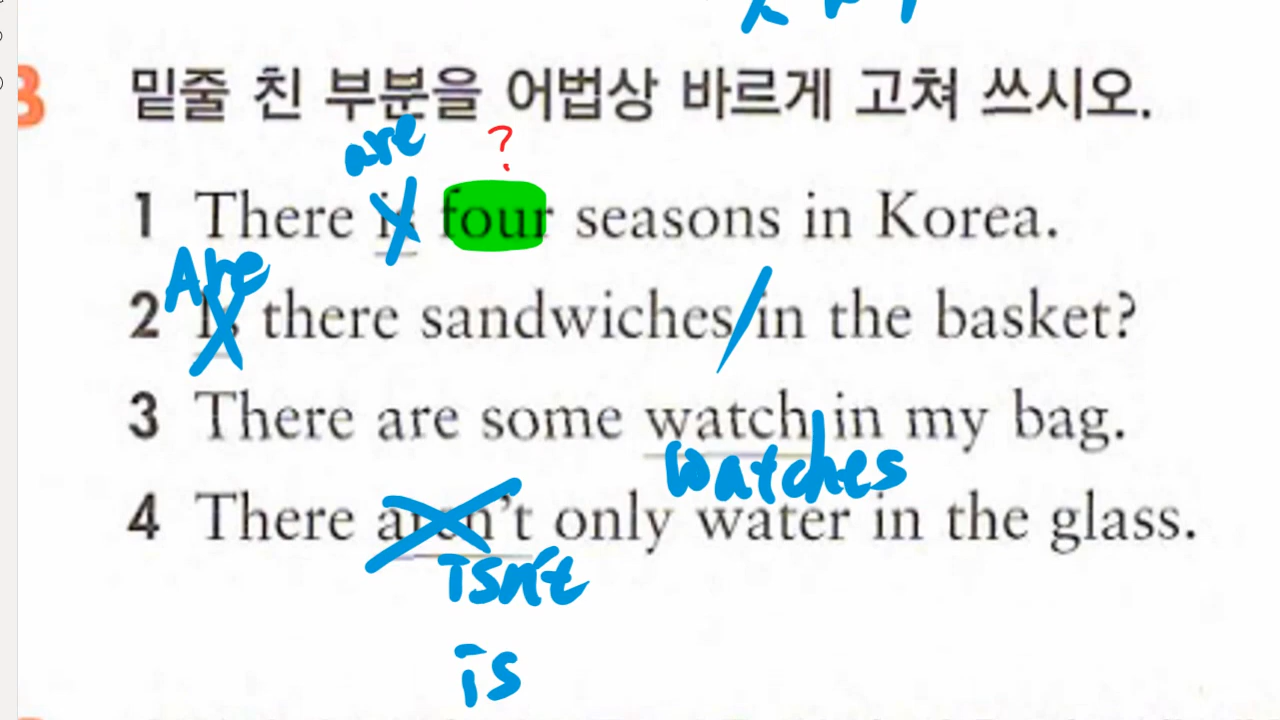 밑줄 친 부분을 어법상 바르게 고쳐 쓰시오.
are ?
1 There is four seasons in Korea.
Are
2 Is there sandwiches in the basket?
3 There are some watch in my bag.
watches
4 There aren't only water in the glass.
isn't
is